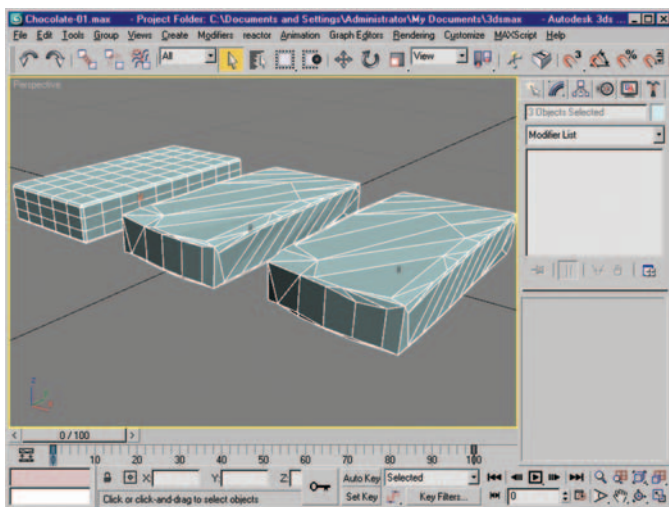 Chocolate-01.max - Project Folder: C:\Documents and Settings\Administrator\My Documents\3dsmax - Autodesk 3ds ...
File Edit Tools Group Views Create Modifiers reactor Animation Graph Editors Rendering Customize MAXScript Help
All
View
Perspective
3 Objects Selected
Modifier List
z
0 / 100
0 10 20 30 40 50 60 70 80 90 100
X: Y: Z: Auto Key Selected
Click or click-and-drag to select objects Set Key Key Filters... 0